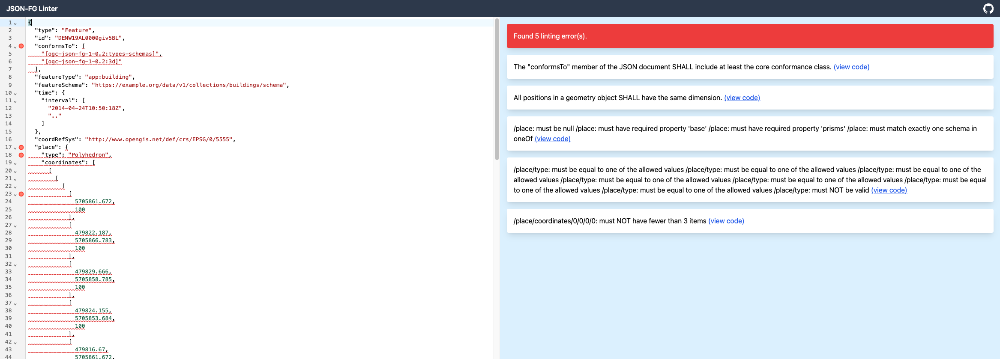 JSON-FG Linter
1 {
2 "type": "Feature",
3 "id": "DENW19AL0000giv5BL",
4 "conformsTo": [
5 "[ogc-json-fg-1-0.2:types-schemas]",
6 "[ogc-json-fg-1-0.2:3d]"
7 ],
8 "featureType": "app:building",
9 "featureSchema": "https://example.org/data/v1/collections/buildings/schema",
10 "time": {
11 "interval": [
12 "2014-04-24T10:50:18Z",
13 ".."
14 ]
15 },
16 "coordRefSys": "http://www.opengis.net/def/crs/EPSG/0/5555",
17 "place": {
18 "type": "Polyhedron",
19 "coordinates": [
20 [
21 [
22 [
23 [
24 5705861.672,
25 100
26 ],
27 [
28 479822.187,
29 5705866.783,
30 100
31 ],
32 [
33 479829.666,
34 5705858.785,
35 100
36 ],
37 [
38 479824.155,
39 5705853.684,
40 100
41 ],
42 [
43 479816.67,
44 5705861.672,
Found 5 linting error(s).
The "conformsTo" member of the JSON document SHALL include at least the core conformance class. (view code)
All positions in a geometry object SHALL have the same dimension. (view code)
/place: must be null /place: must have required property 'base' /place: must have required property 'prisms' /place: must match exactly one schema in
oneOf (view code)
/place/type: must be equal to one of the allowed values /place/type: must be equal to one of the allowed values /place/type: must be equal to one of the
allowed values /place/type: must be equal to one of the allowed values /place/type: must be equal to one of the allowed values /place/type: must be equal
to one of the allowed values /place/type: must be equal to one of the allowed values /place/type: must NOT be valid (view code)
/place/coordinates/0/0/0/0: must NOT have fewer than 3 items (view code)